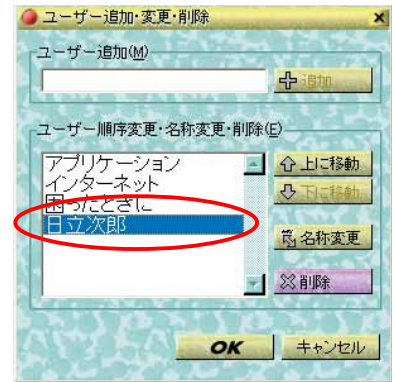 ユーザー追加・変更・削除
ユーザー追加(M)
追加
ユーザー順序変更・名称変更・削除(E)
アプリケーション
上に移動
インターネット
下に移動
困ったときに
日立次郎
名称変更
削除
OK
キャンセル